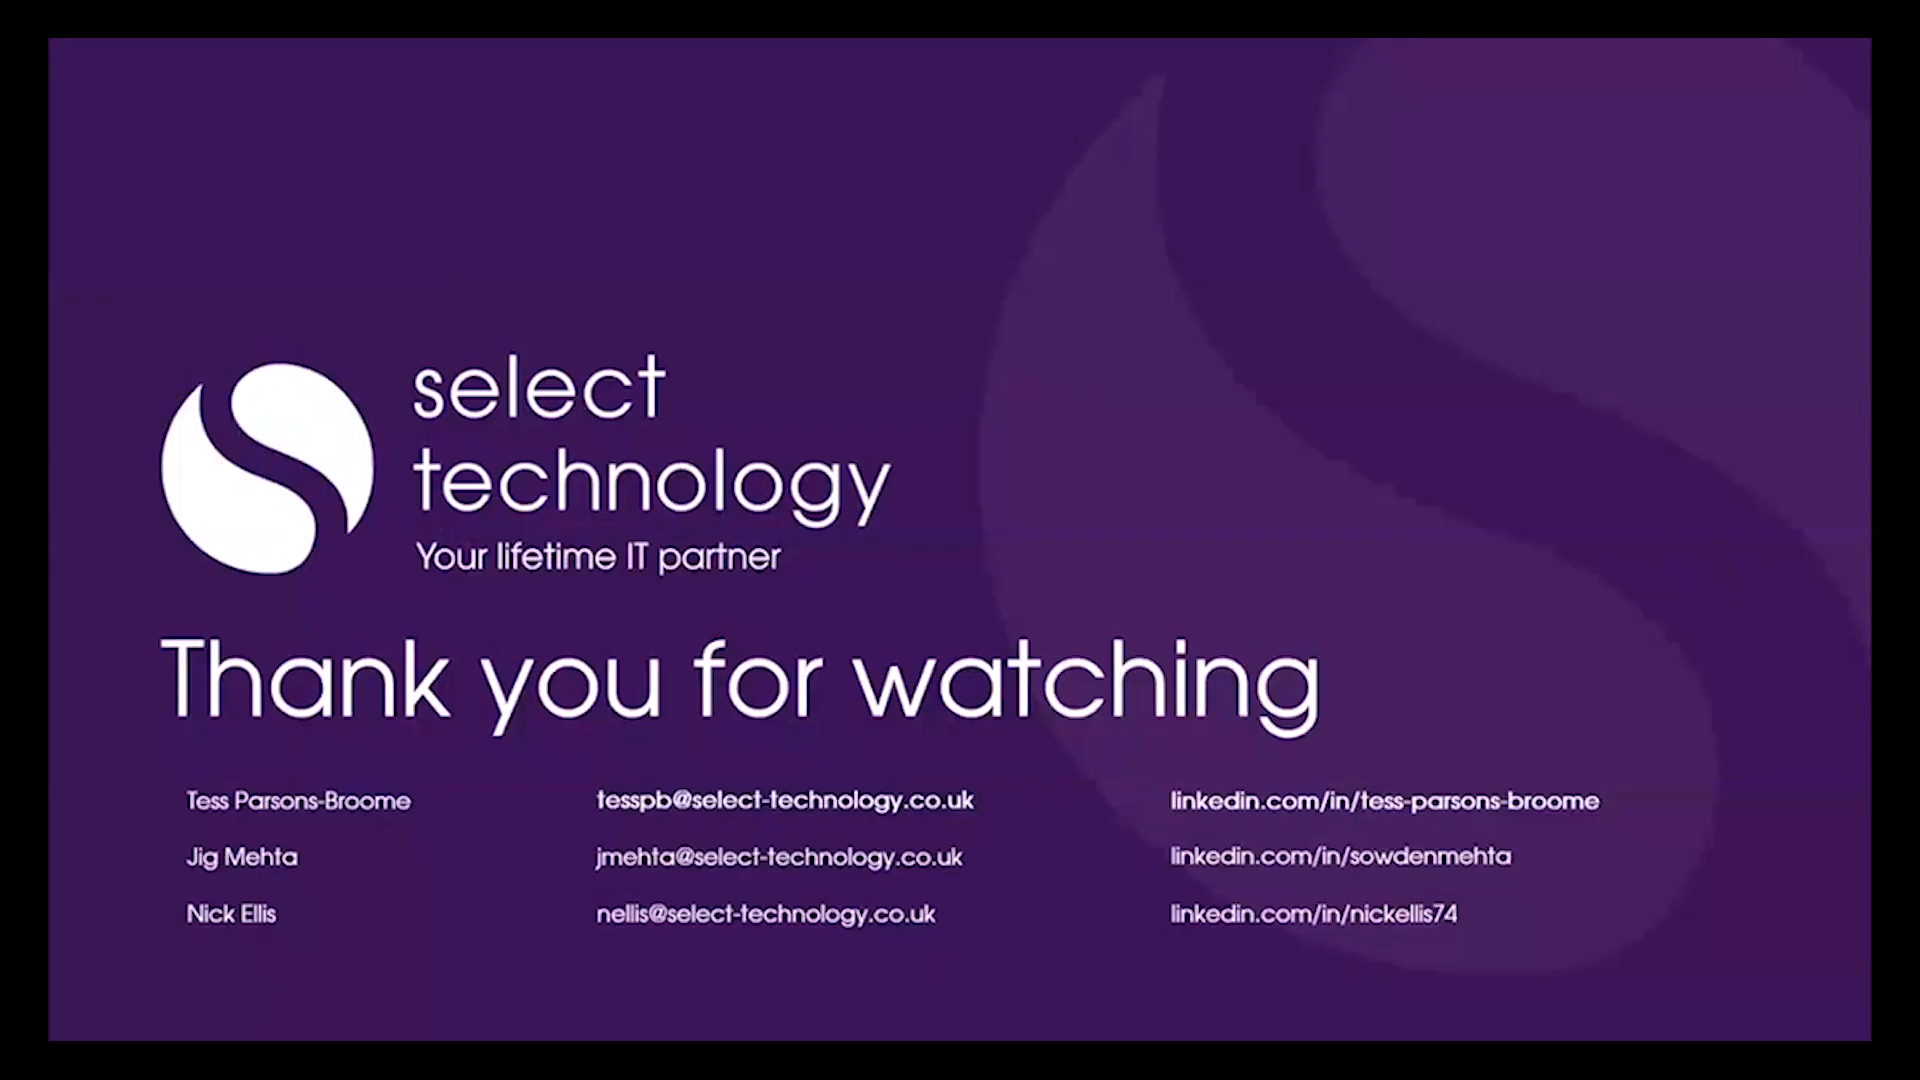 select
technology
Your lifetime IT partner
Thank you for watching
Tess Parsons-Broome tesspb@select-technology.co.uk linkedin.com/in/tess-parsons-broome
Jig Mehta jmehta@select-technology.co.uk linkedin.com/in/sowdenmehta
Nick Ellis nellis@select-technology.co.uk linkedin.com/in/nickellis74